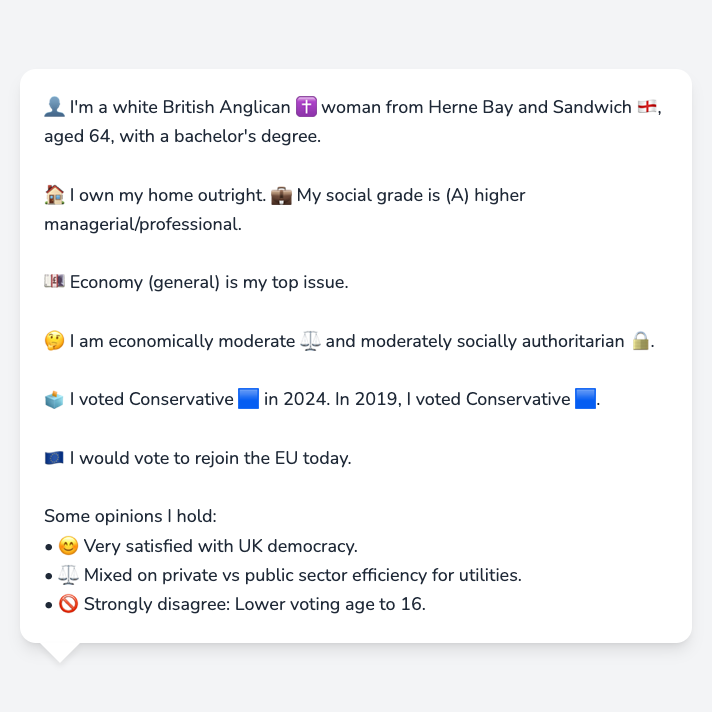 👤 I'm a white British Anglican ✝️ woman from Herne Bay and Sandwich 🏴󠁧󠁢󠁥󠁮󠁧󠁿,
aged 64, with a bachelor's degree.
🏠 I own my home outright. 💼 My social grade is (A) higher
managerial/professional.
💷 Economy (general) is my top issue.
🤔 I am economically moderate ⚖️ and moderately socially authoritarian 🔒.
🗳️ I voted Conservative 🟦 in 2024. In 2019, I voted Conservative 🟦.
🇪🇺 I would vote to rejoin the EU today.
Some opinions I hold:
• 😊 Very satisfied with UK democracy.
• ⚖️ Mixed on private vs public sector efficiency for utilities.
• 🚫 Strongly disagree: Lower voting age to 16.